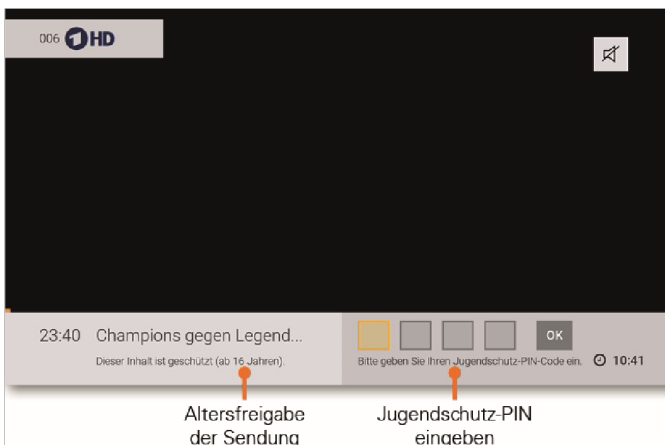 006 1 HD
23:40 Champions gegen Legend...
Dieser Inhalt ist geschützt (ab 16 Jahren).
OK
Bitte geben Sie Ihren Jugendschutz-PIN-Code ein. 10:41
Altersfreigabe
der Sendung
Jugendschutz-PIN
eingeben